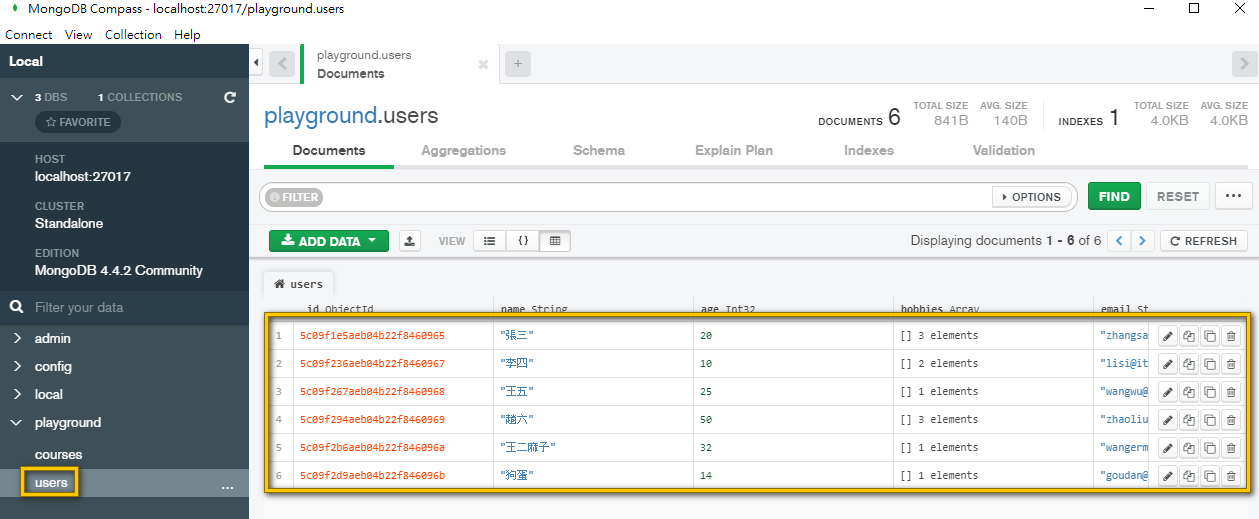 MongoDB Compass - localhost:27017/playground.users
Connect View Collection Help
Local
3 DBS 1 COLLECTIONS
FAVORITE
HOST
localhost:27017
CLUSTER
Standalone
EDITION
MongoDB 4.4.2 Community
Filter your data
admin
config
local
playground
courses
users
playground.users
Documents
playground.users
DOCUMENTS 6 TOTAL SIZE 841B AVG. SIZE 140B INDEXES 1 TOTAL SIZE 4.0KB AVG. SIZE 4.0KB
Documents Aggregations Schema Explain Plan Indexes Validation
FILTER OPTIONS FIND RESET ...
ADD DATA VIEW { } Displaying documents 1 - 6 of 6 REFRESH
users
_id ObjectId name String age Int32 hobbies Array email St
1 5c09f1e5aeb04b22f8460965 "張三" 20 [] 3 elements "zhangsa
2 5c09f236aeb04b22f8460967 "李四" 10 [] 2 elements "lisi@it
3 5c09f267aeb04b22f8460968 "王五" 25 [] 1 elements "wangwu@
4 5c09f294aeb04b22f8460969 "趙六" 50 [] 3 elements "zhaoliu
5 5c09f2b6aeb04b22f846096a "王二麻子" 32 [] 1 elements "wangerm
6 5c09f2d9aeb04b22f846096b "狗蛋" 14 [] 1 elements "goudan@